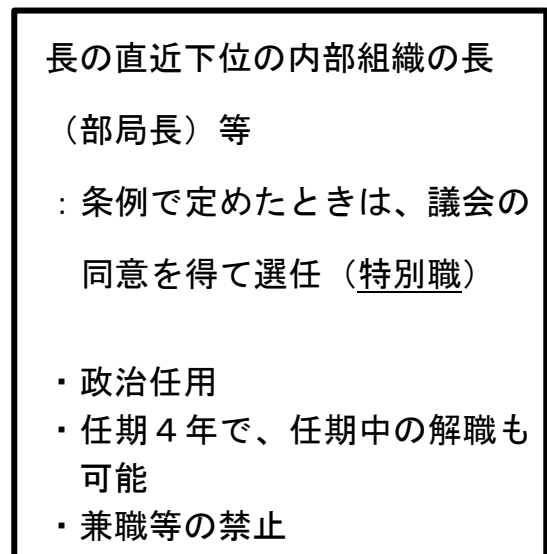 長の直近下位の内部組織の長
（部局長）等
：条例で定めたときは、議会の
同意を得て選任（特別職）
・政治任用
・任期４年で、任期中の解職も
可能
・兼職等の禁止